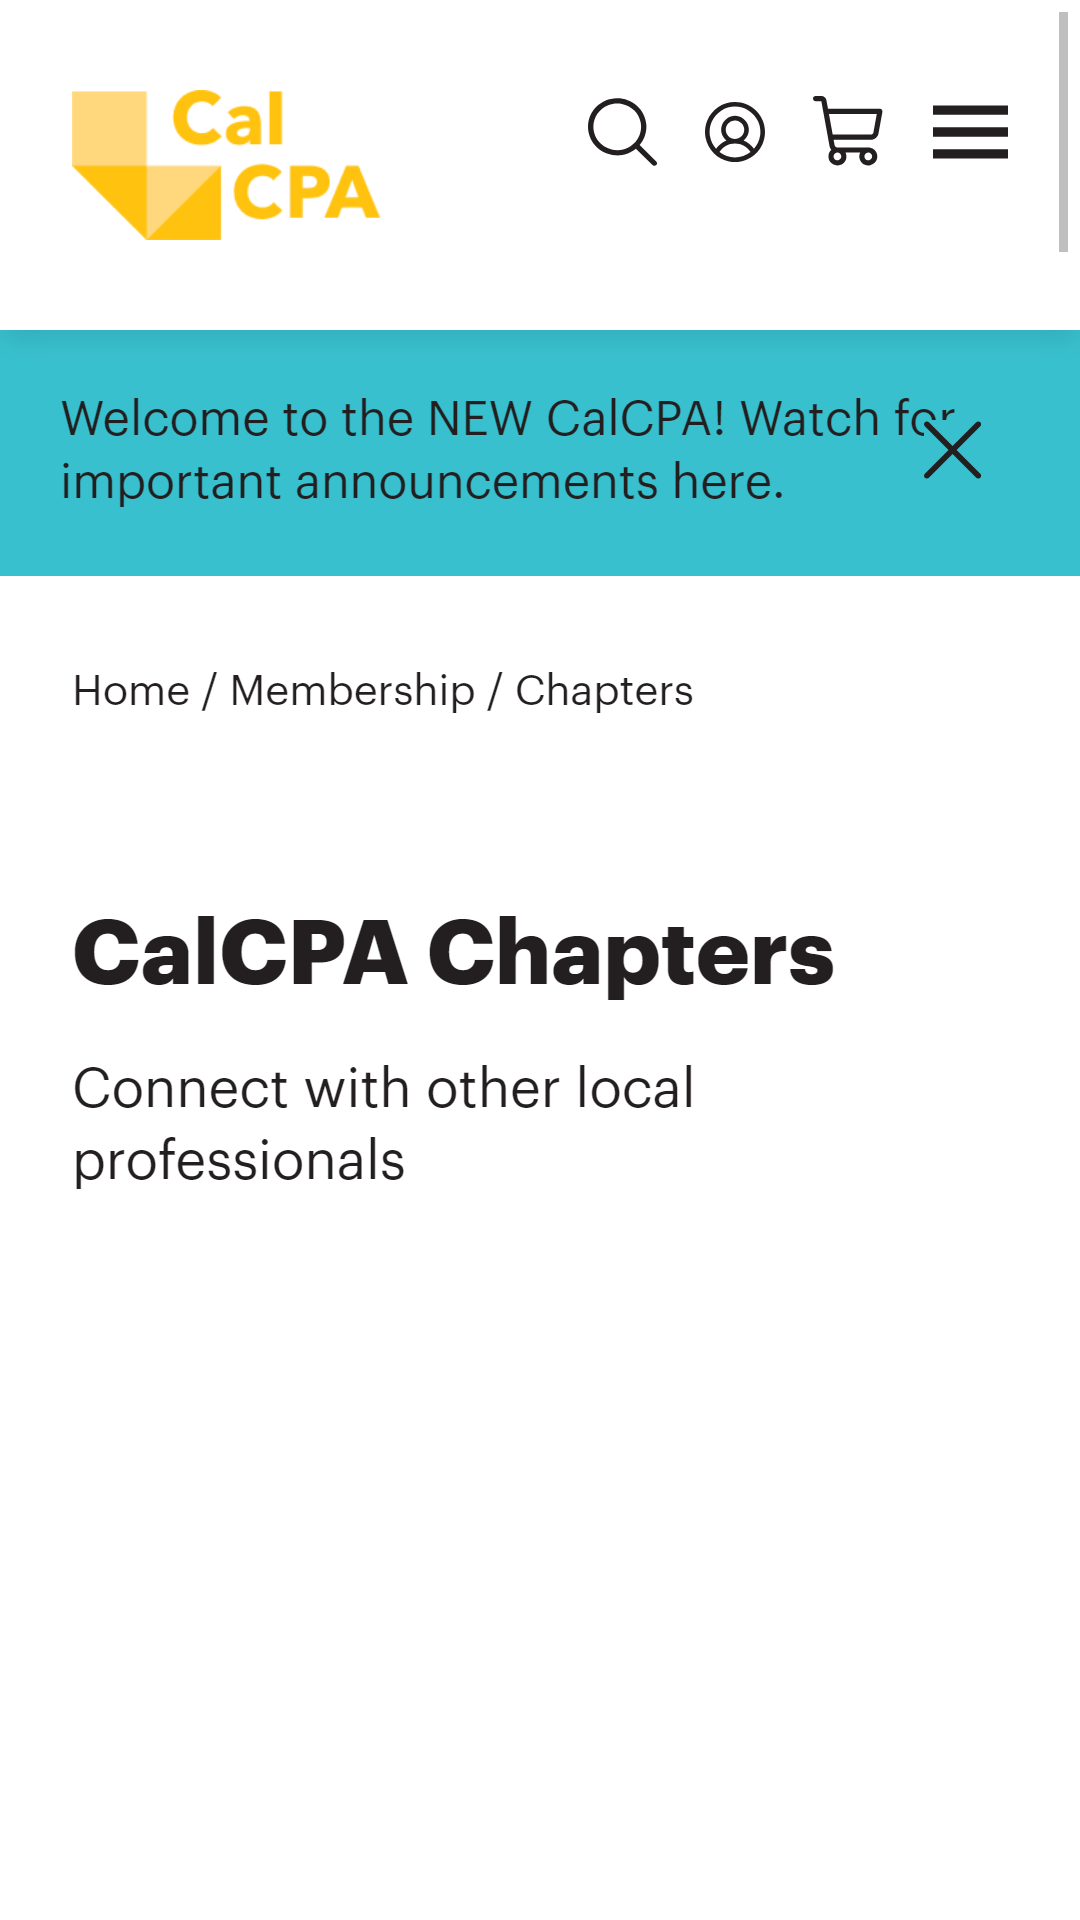 Cal
CPA
Welcome to the NEW CalCPA! Watch for
important announcements here.
Home / Membership / Chapters
CalCPA Chapters
Connect with other local
professionals